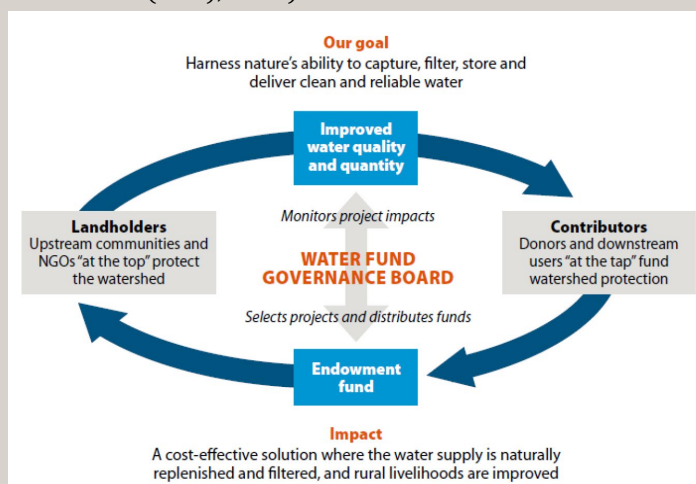 Our goal
Harness nature's ability to capture, filter, store and
deliver clean and reliable water
Improved
water quality
and quantity
Landholders
Upstream communities and
NGOs "at the top" protect
the watershed
Monitors project impacts
WATER FUND
GOVERNANCE BOARD
Selects projects and distributes funds
Contributors
Donors and downstream
users "at the tap" fund
watershed protection
Endowment
fund
Impact
A cost-effective solution where the water supply is naturally
replenished and filtered, and rural livelihoods are improved